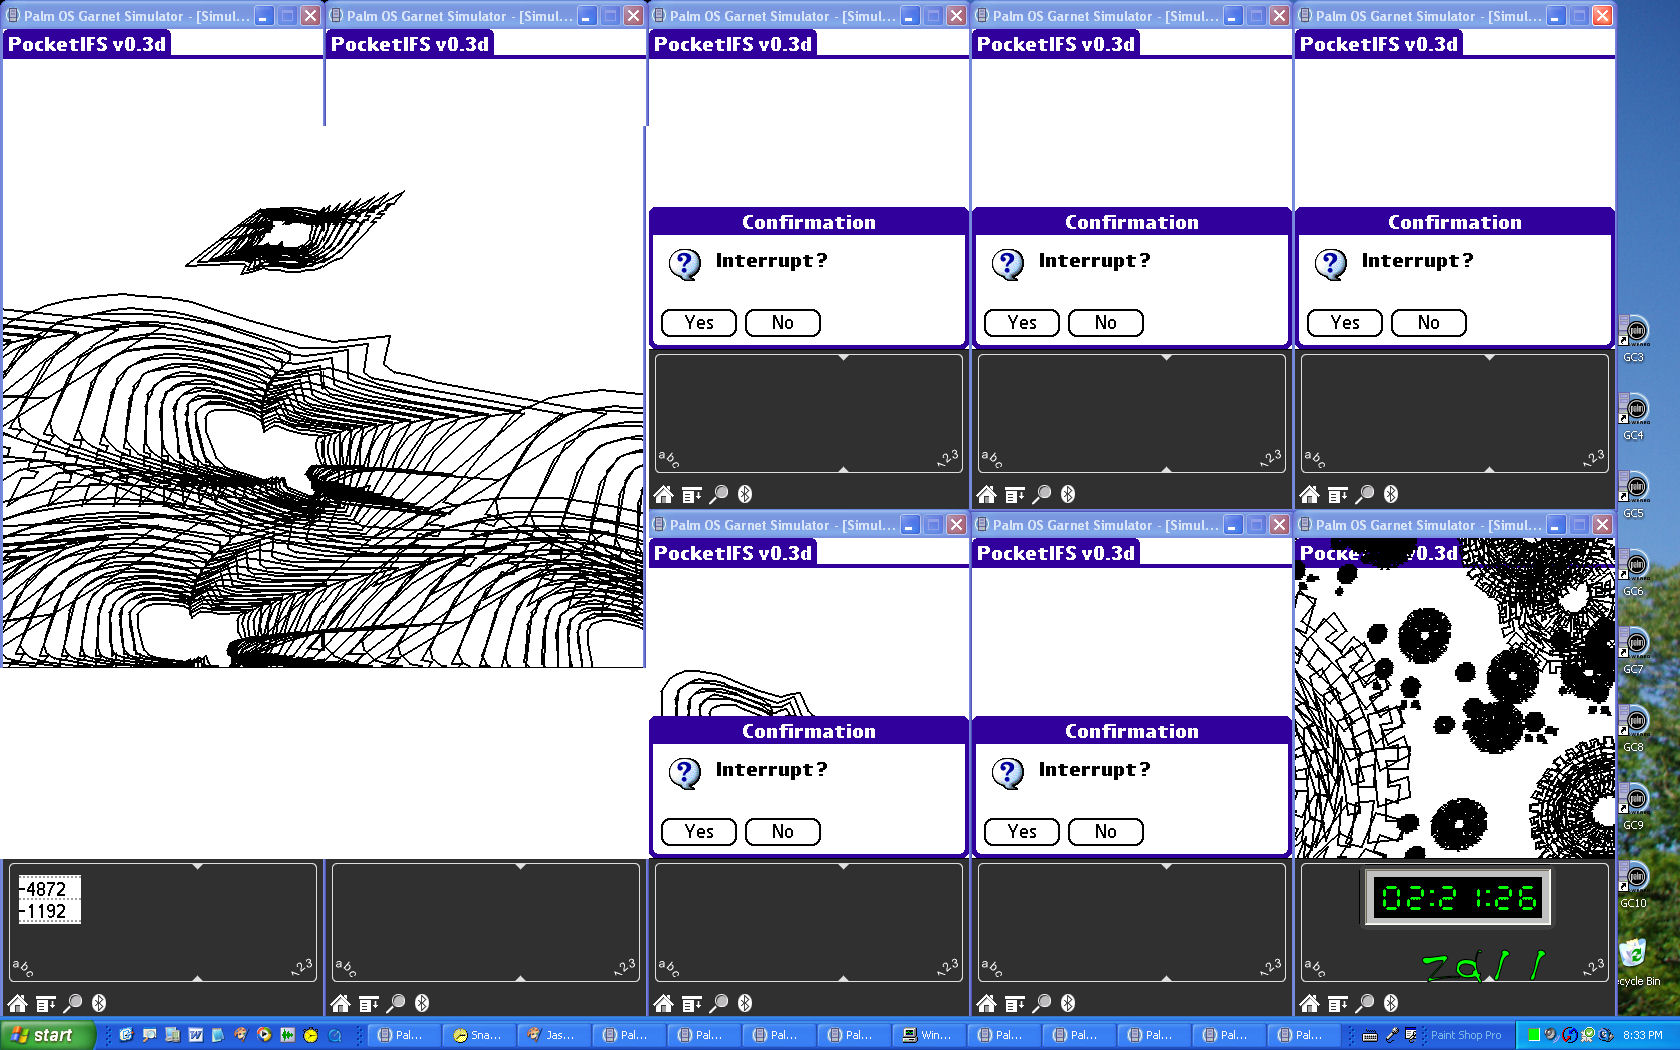 Palm OS Garnet Simulator - [Simul...
Palm OS Garnet Simulator - [Simul...
Palm OS Garnet Simulator - [Simul...
Palm OS Garnet Simulator - [Simul...
Palm OS Garnet Simulator - [Simul...
PocketIFS v0.3d
PocketIFS v0.3d
PocketIFS v0.3d
PocketIFS v0.3d
PocketIFS v0.3d
Confirmation
Interrupt?
Yes No
Confirmation
Interrupt?
Yes No
Confirmation
Interrupt?
Yes No
GC3
GC4
GC5
abc 123
abc 123
abc 123
Palm OS Garnet Simulator - [Simul...
Palm OS Garnet Simulator - [Simul...
Palm OS Garnet Simulator - [Simul...
PocketIFS v0.3d
PocketIFS v0.3d
Pocke v0.3d
GC6
GC7
GC8
GC9
GC10
Confirmation
Interrupt?
Yes No
Confirmation
Interrupt?
Yes No
-4872
-1192
abc 123
abc 123
abc 123
abc 123
02:21:26
abc 123
ecycle Bin
start
Pal...
Sna...
Jas...
Pal...
Pal...
Pal...
Pal...
Win...
Pal...
Pal...
Pal...
Pal...
Pal...
Paint Shop Pro
8:33 PM